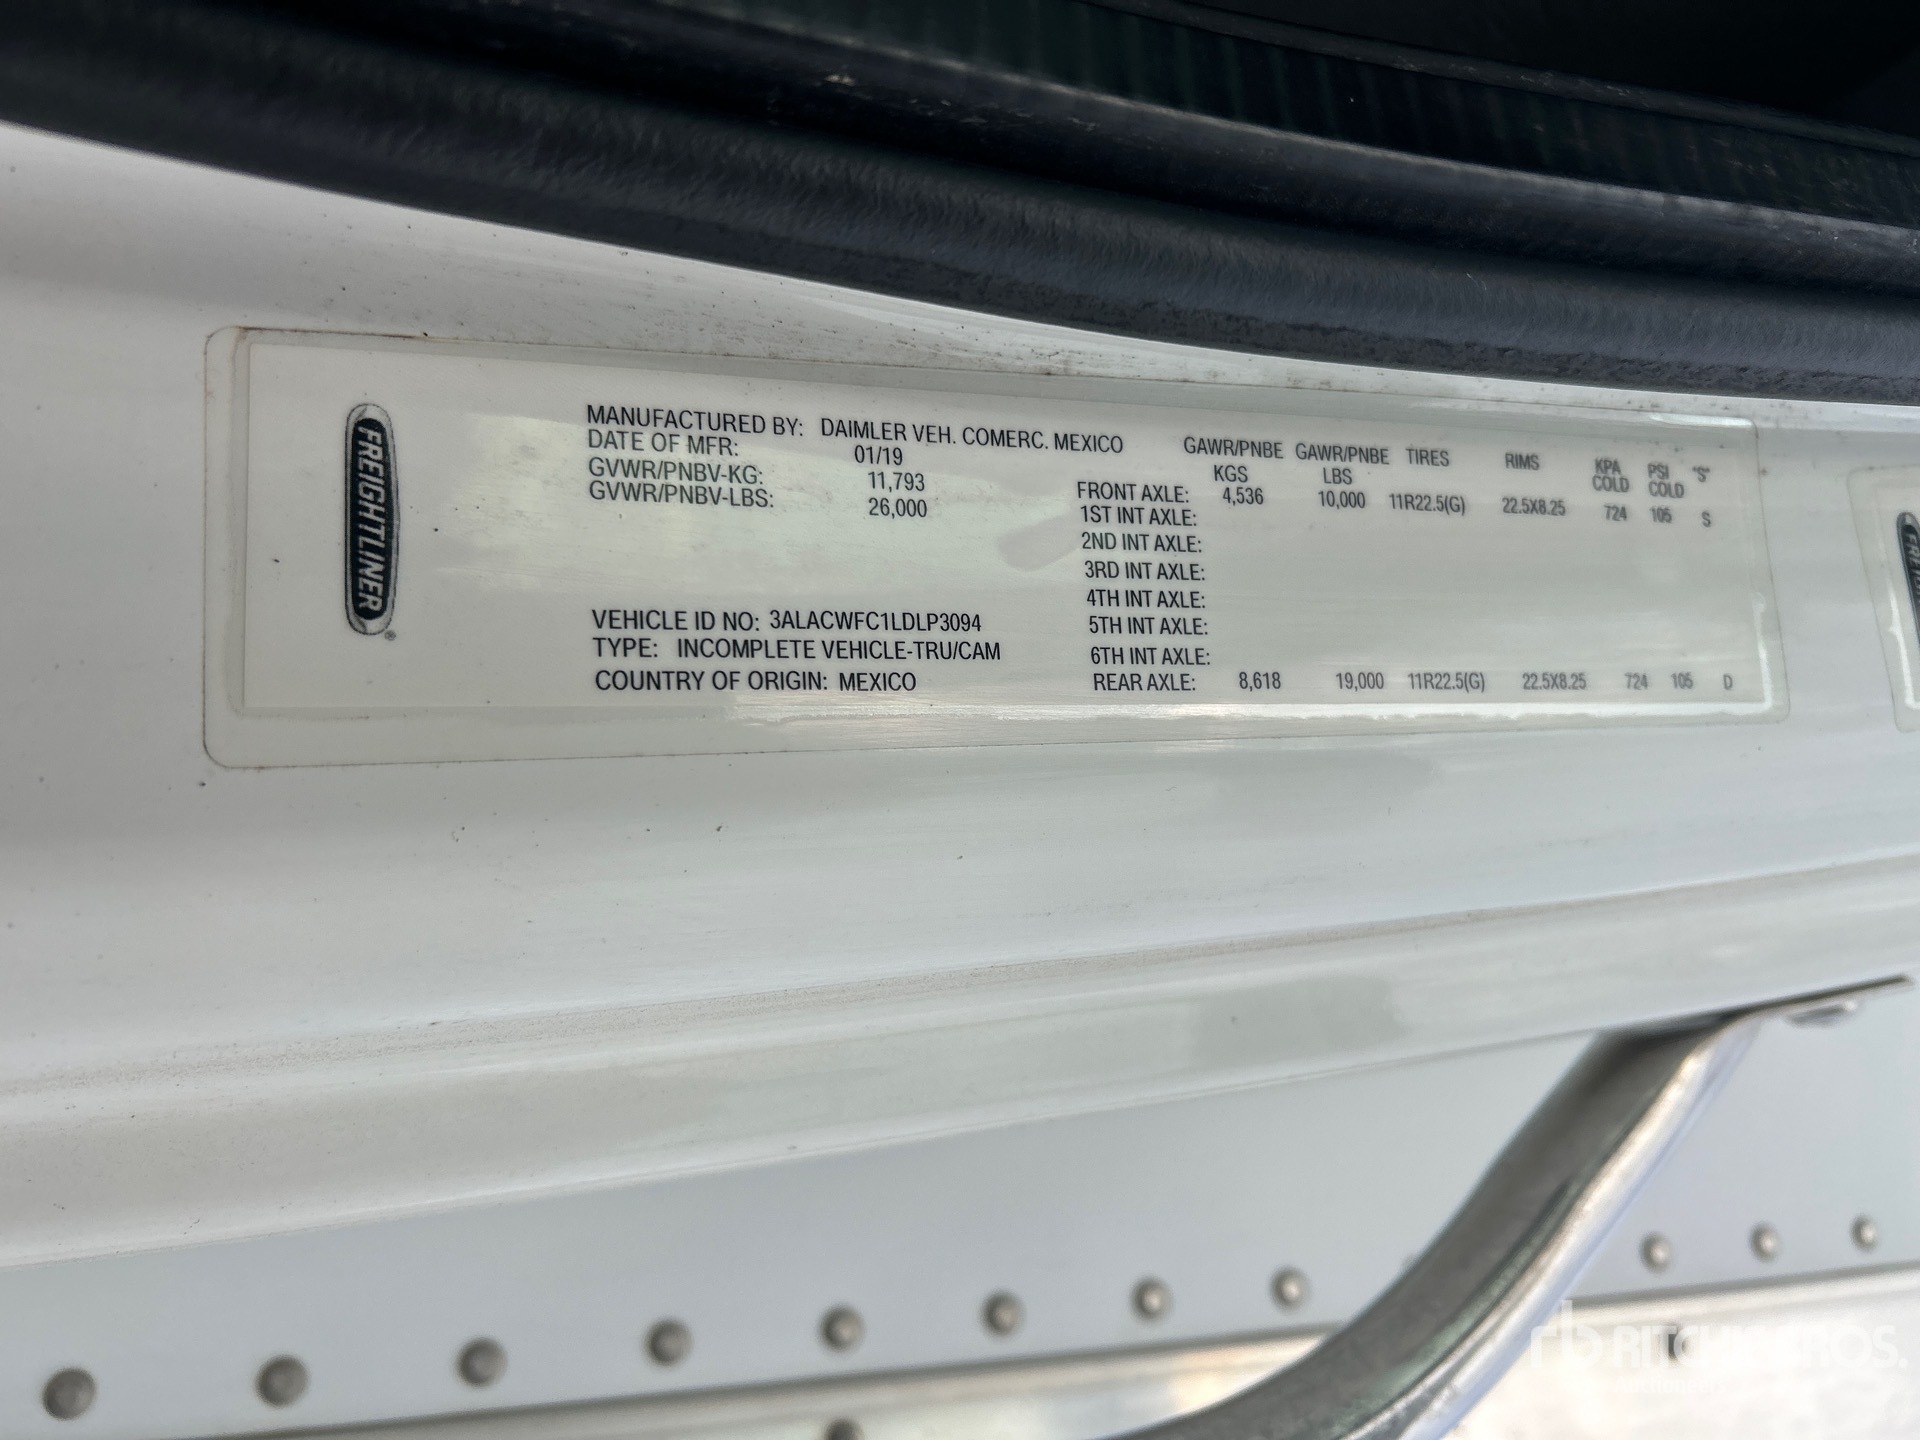 FREIGHTLINER®
MANUFACTURED BY: DAIMLER VEH. COMERC. MEXICO
DATE OF MFR: 01/19
GVWR/PNBV-KG: 11,793
GVWR/PNBV-LBS: 26,000
VEHICLE ID NO: 3ALACWFC1LDLP3094
TYPE: INCOMPLETE VEHICLE-TRU/CAM
COUNTRY OF ORIGIN: MEXICO
GAWR/PNBE GAWR/PNBE TIRES RIMS KPA PSI "S"
KGS LBS COLD COLD
FRONT AXLE: 4,536 10,000 11R22.5(G) 22.5X8.25 724 105 S
1ST INT AXLE:
2ND INT AXLE:
3RD INT AXLE:
4TH INT AXLE:
5TH INT AXLE:
6TH INT AXLE:
REAR AXLE: 8,618 19,000 11R22.5(G) 22.5X8.25 724 105 D
rb RITCHIE BROS.